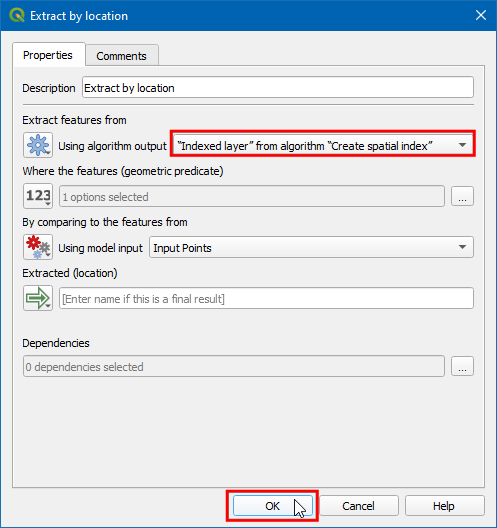 Extract by location
Properties
Comments
Description Extract by location
Extract features from
Using algorithm output “Indexed layer” from algorithm “Create spatial index”
Where the features (geometric predicate)
123 1 options selected ...
By comparing to the features from
Using model input Input Points
Extracted (location)
[Enter name if this is a final result]
Dependencies
0 dependencies selected ...
OK Cancel Help